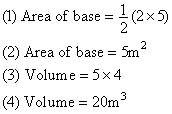 (1) Area of base = 1/2 (2 × 5)
(2) Area of base = 5m²
(3) Volume = 5 × 4
(4) Volume = 20m³